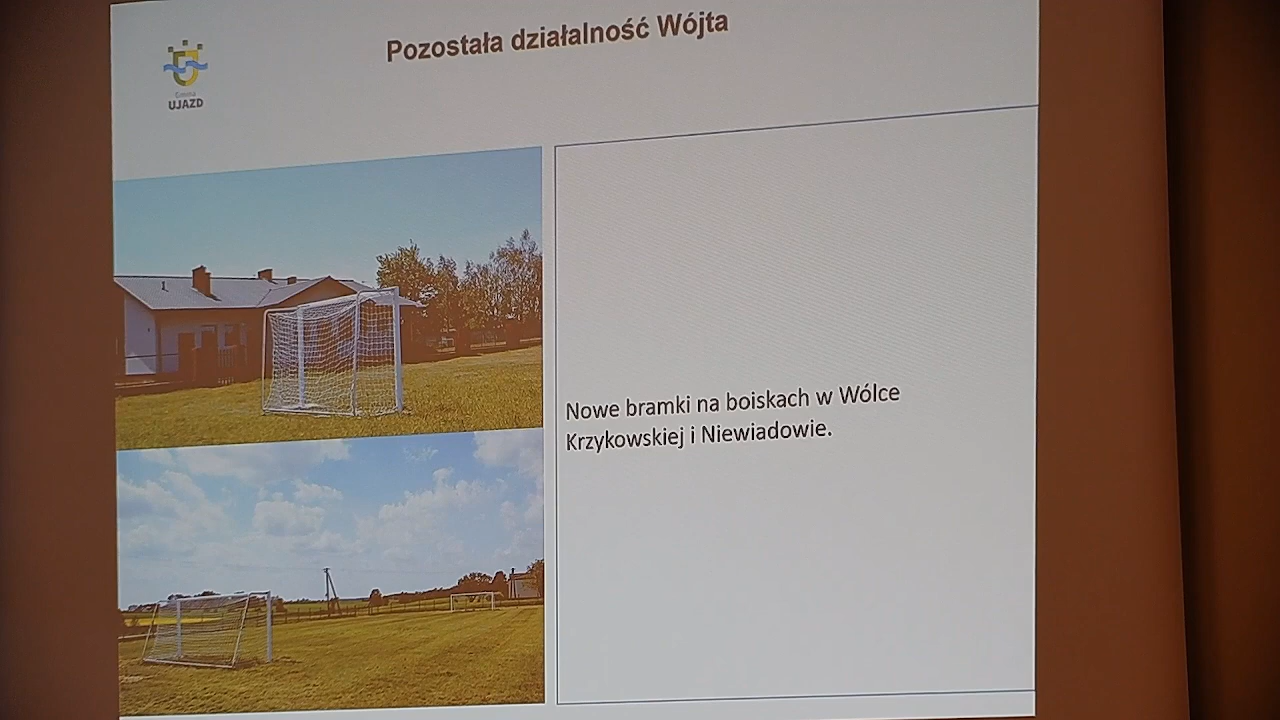 Pozostała działalność Wójta
Gmina
UJAZD
Nowe bramki na boiskach w Wólce
Krzykowskiej i Niewiadowie.